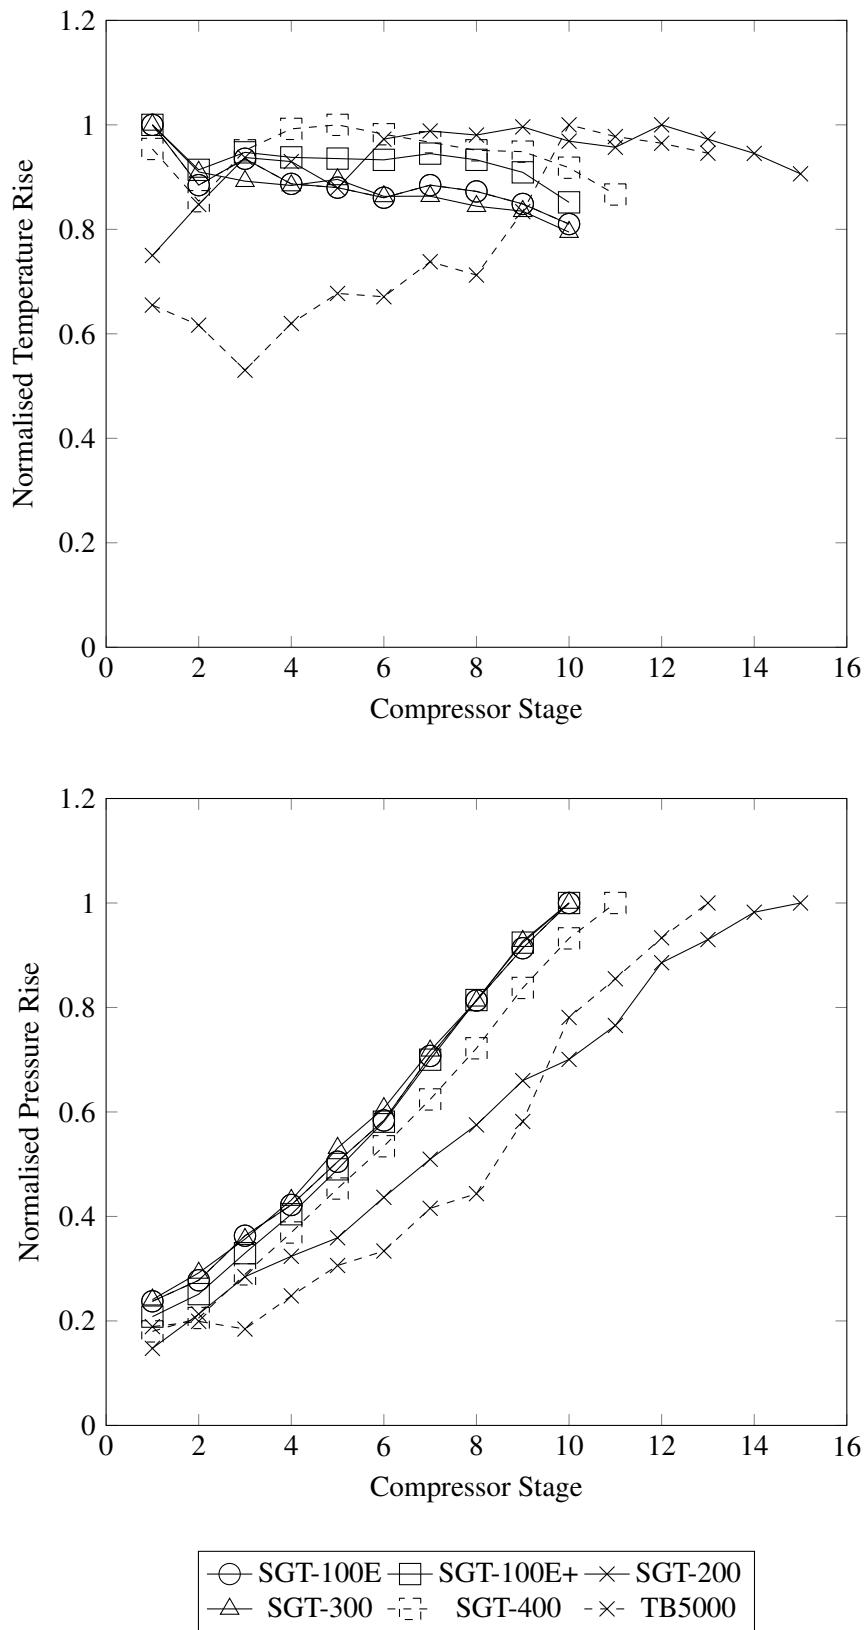 1.2
1
0.8
0.6
0.4
0.2
0
0 2 4 6 8 10 12 14 16
Normalised Temperature Rise
Compressor Stage
1.2
1
0.8
0.6
0.4
0.2
0
0 2 4 6 8 10 12 14 16
Normalised Pressure Rise
Compressor Stage
SGT-100E SGT-100E+ SGT-200
SGT-300 SGT-400 TB5000